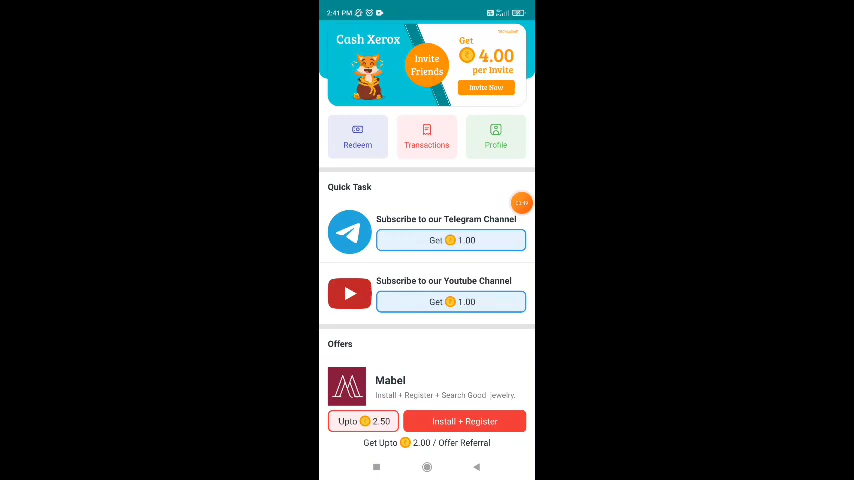 2:41 PM
Cash Xerox
Invite
Friends
Get
4.00
per Invite
Invite Now
Redeem
Transactions
Profile
Quick Task
Subscribe to our Telegram Channel
Get 1.00
Subscribe to our Youtube Channel
Get 1.00
Offers
Mabel
Install + Register + Search Good jewelry.
Upto 2.50
Install + Register
Get Upto 2.00 / Offer Referral